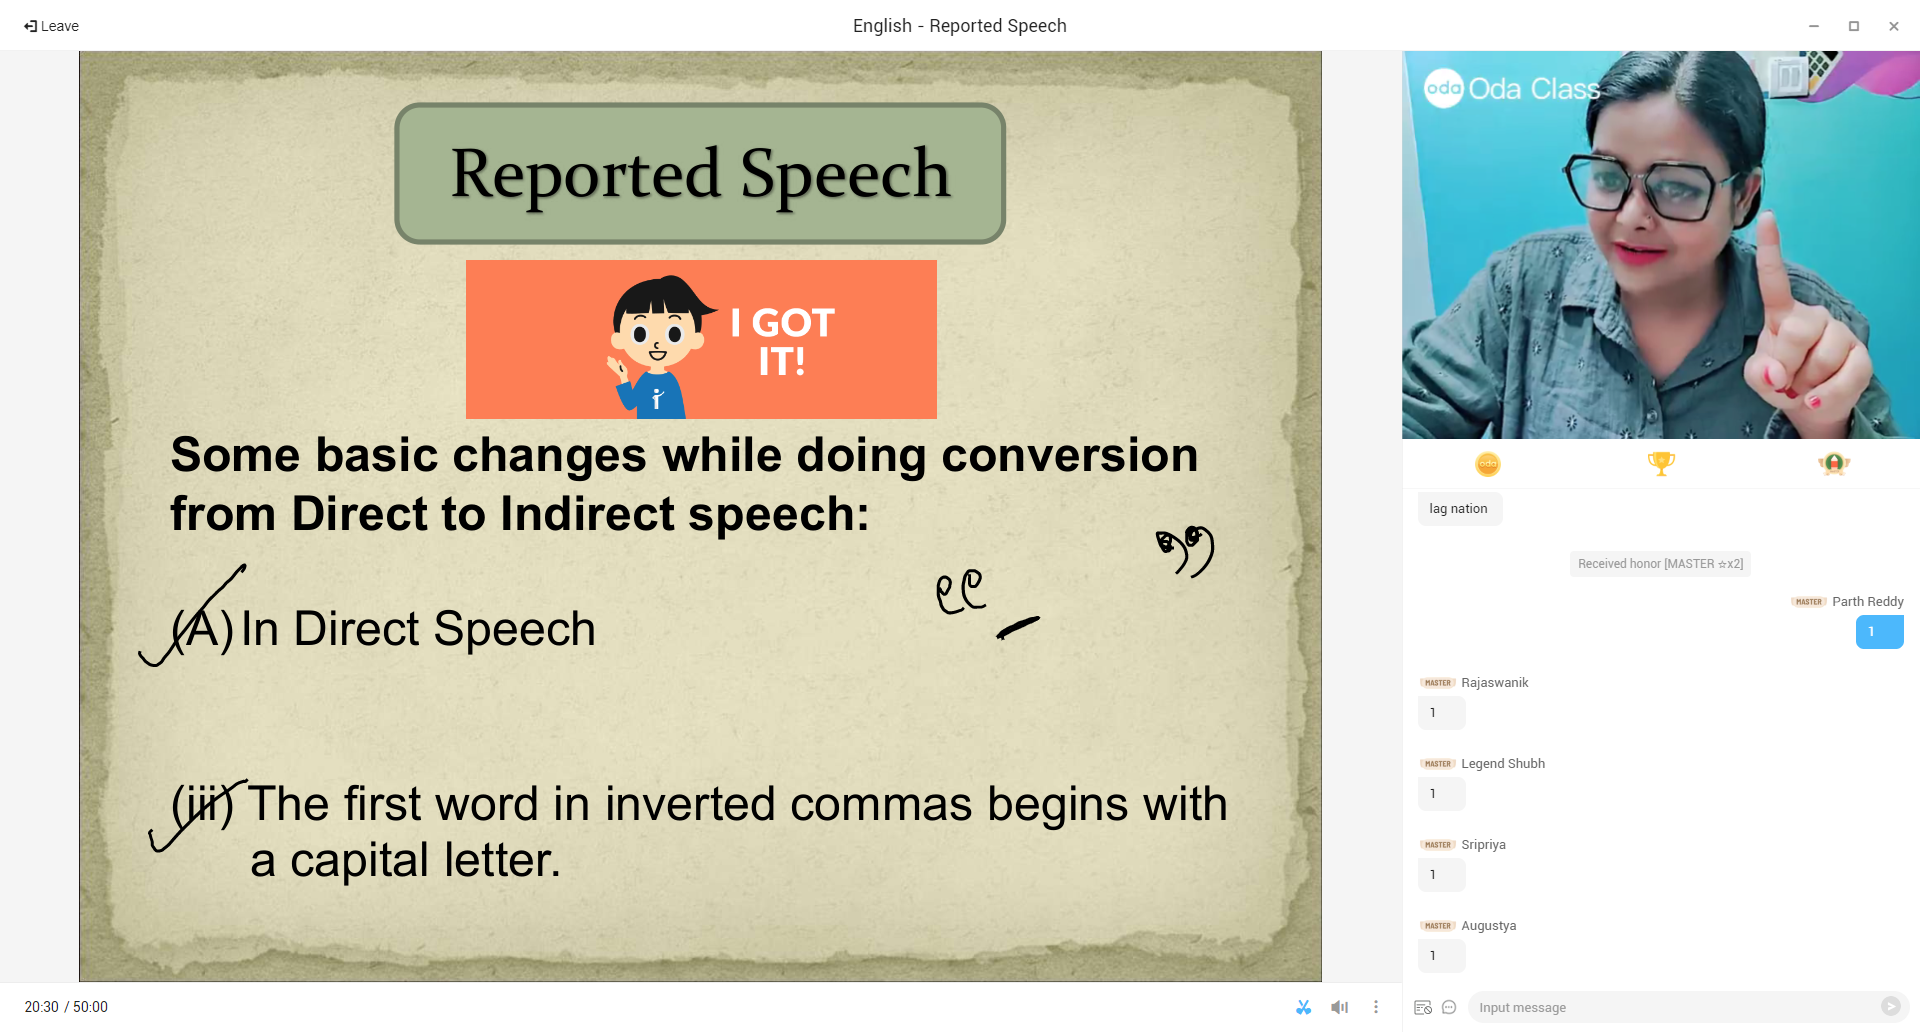 Leave
English - Reported Speech
Reported Speech
I GOT
IT!
i
Some basic changes while doing conversion
from Direct to Indirect speech:
(A) In Direct Speech
(iii) The first word in inverted commas begins with
a capital letter.
20:30 / 50:00
oda Oda Class
oda
lag nation
Received honor [MASTER ☆x2]
MASTER Parth Reddy
1
MASTER Rajaswanik
1
MASTER Legend Shubh
1
MASTER Sripriya
1
MASTER Augustya
1
Input message